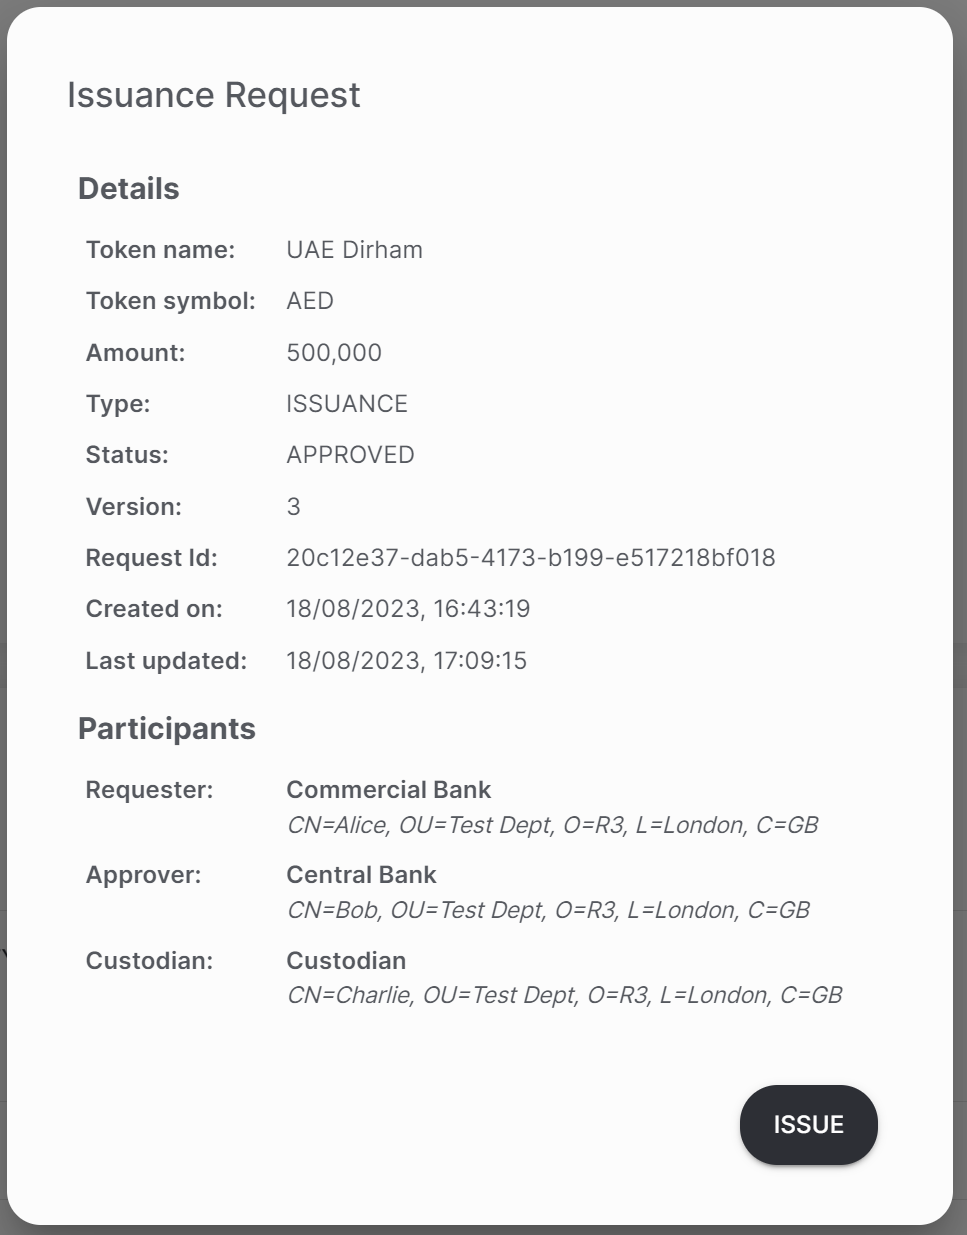 Issuance Request
Details
Token name: UAE Dirham
Token symbol: AED
Amount: 500,000
Type: ISSUANCE
Status: APPROVED
Version: 3
Request Id: 20c12e37-dab5-4173-b199-e517218bf018
Created on: 18/08/2023, 16:43:19
Last updated: 18/08/2023, 17:09:15
Participants
Requester: Commercial Bank
CN=Alice, OU=Test Dept, O=R3, L=London, C=GB
Approver: Central Bank
CN=Bob, OU=Test Dept, O=R3, L=London, C=GB
Custodian: Custodian
CN=Charlie, OU=Test Dept, O=R3, L=London, C=GB
ISSUE